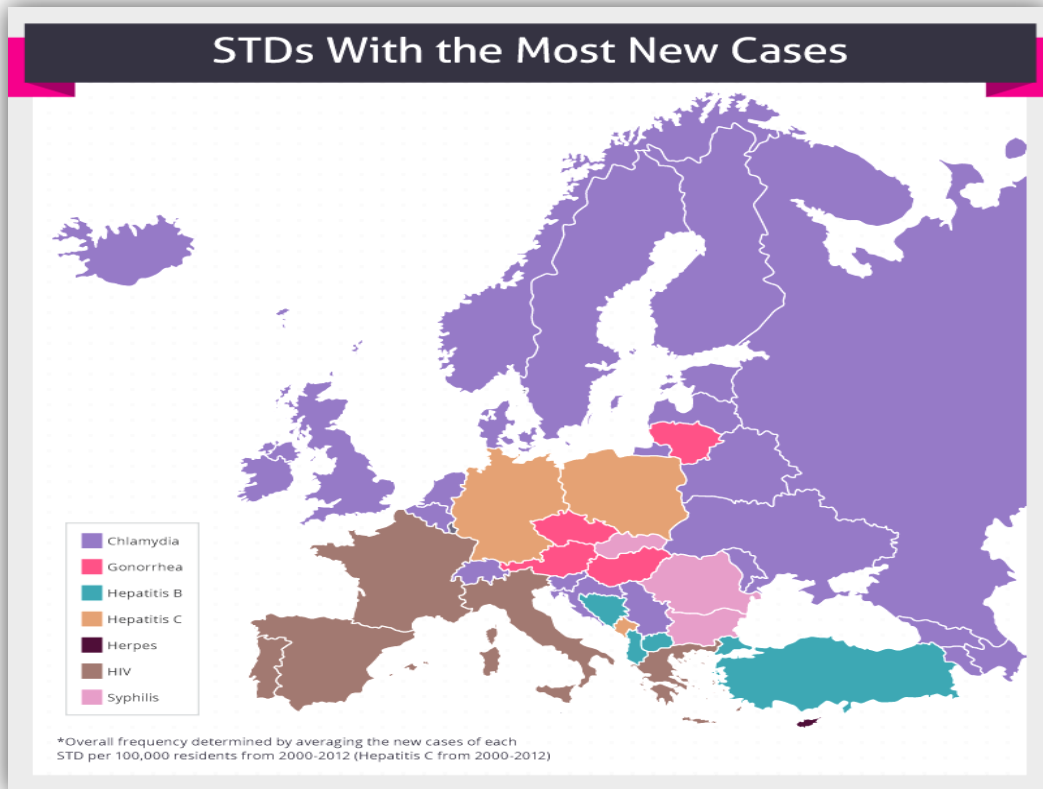 STDs With the Most New Cases
Chlamydia
Gonorrhea
Hepatitis B
Hepatitis C
Herpes
HIV
Syphilis
*Overall frequency determined by averaging the new cases of each
STD per 100,000 residents from 2000-2012 (Hepatitis C from 2000-2012)